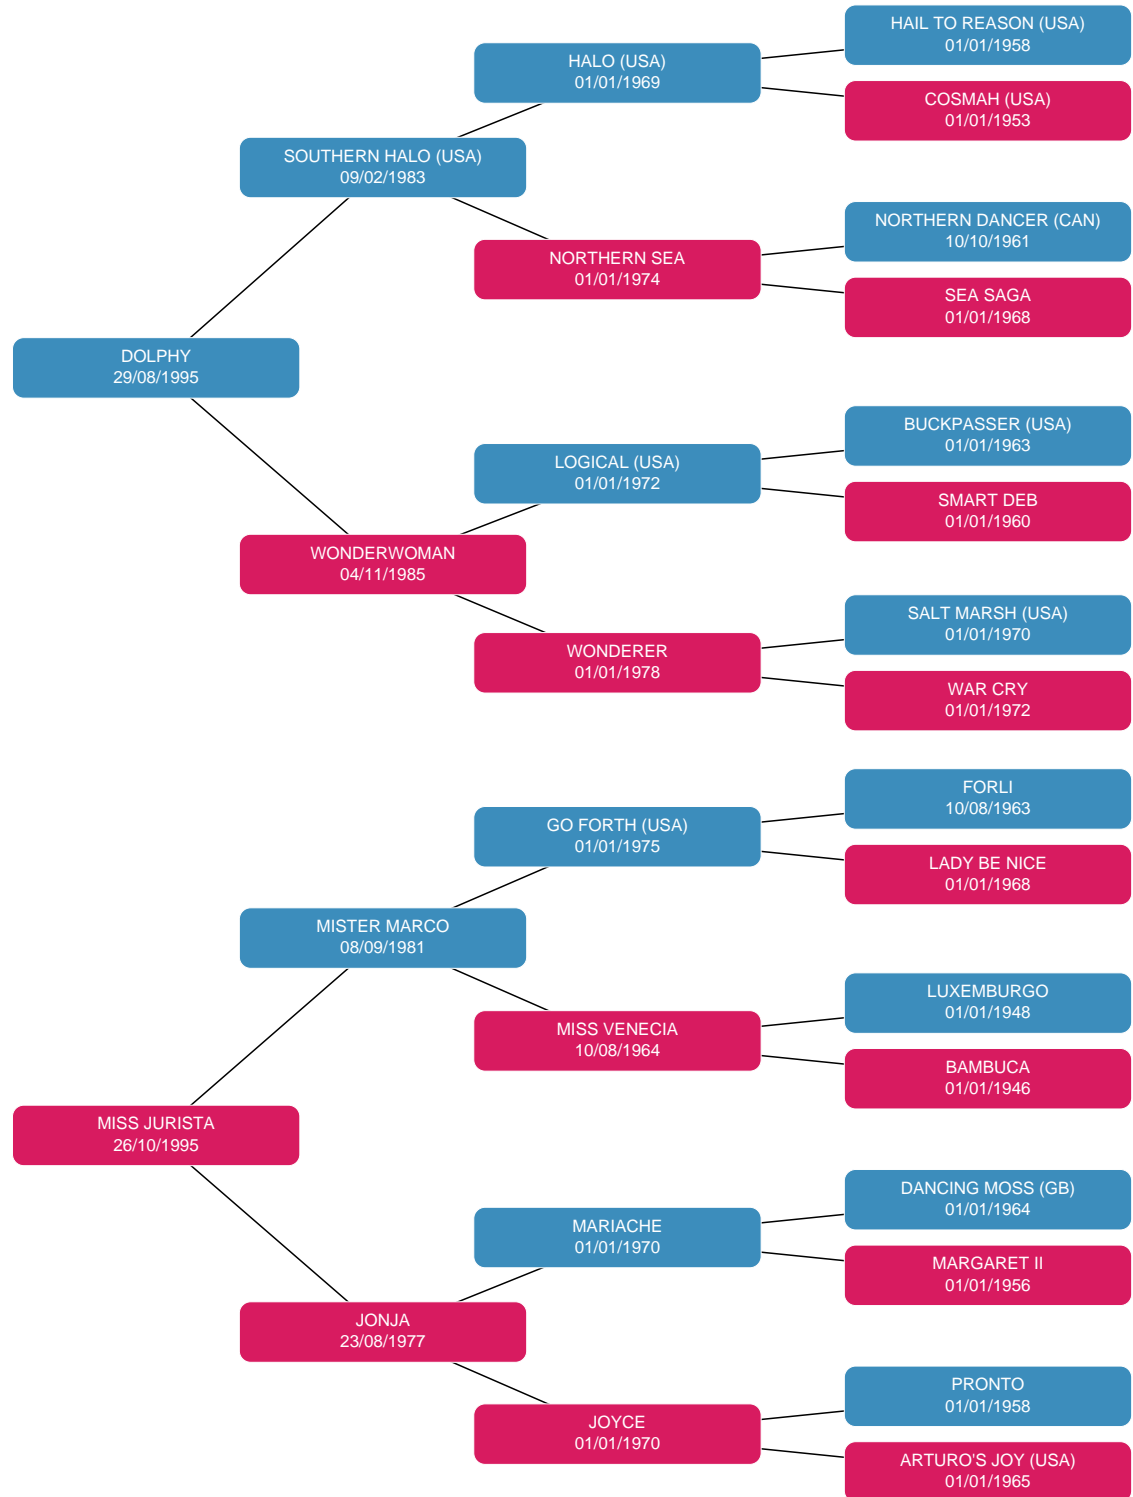 HAIL TO REASON (USA)
01/01/1958
HALO (USA)
01/01/1969
COSMAH (USA)
01/01/1953
SOUTHERN HALO (USA)
09/02/1983
NORTHERN DANCER (CAN)
10/10/1961
NORTHERN SEA
01/01/1974
SEA SAGA
01/01/1968
DOLPHY
29/08/1995
BUCKPASSER (USA)
01/01/1963
LOGICAL (USA)
01/01/1972
SMART DEB
01/01/1960
WONDERWOMAN
04/11/1985
SALT MARSH (USA)
01/01/1970
WONDERER
01/01/1978
WAR CRY
01/01/1972
FORLI
10/08/1963
GO FORTH (USA)
01/01/1975
LADY BE NICE
01/01/1968
MISTER MARCO
08/09/1981
LUXEMBURGO
01/01/1948
MISS VENECIA
10/08/1964
BAMBUCA
01/01/1946
MISS JURISTA
26/10/1995
DANCING MOSS (GB)
01/01/1964
MARIACHE
01/01/1970
MARGARET II
01/01/1956
JONJA
23/08/1977
PRONTO
01/01/1958
JOYCE
01/01/1970
ARTURO'S JOY (USA)
01/01/1965